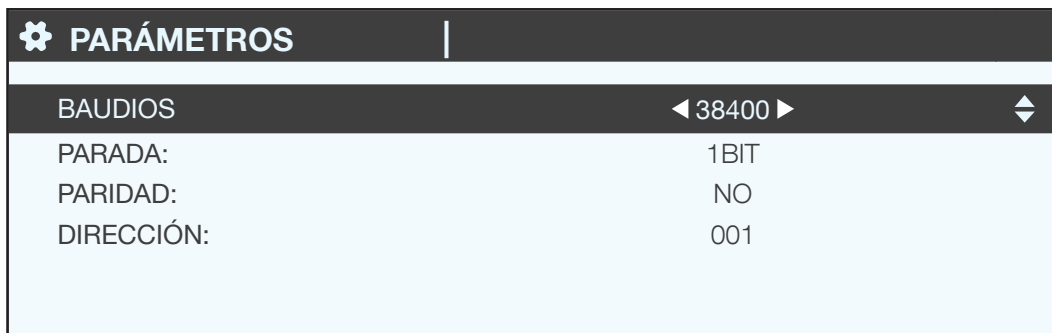 PARÁMETROS
BAUDIOS 38400
PARADA: 1BIT
PARIDAD: NO
DIRECCIÓN: 001